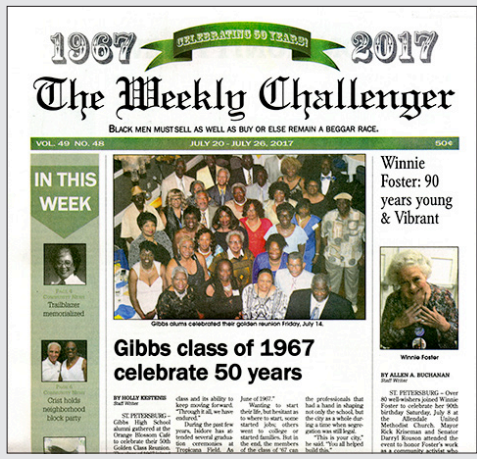 1967
CELEBRATING 50 YEARS!
2017
The Weekly Challenger
BLACK MEN MUST SELL AS WELL AS BUY OR ELSE REMAIN A BEGGAR RACE.
VOL. 49 NO. 48
JULY 20 - JULY 26, 2017
50¢
IN THIS
WEEK
COMMUNITY NEWS
Trailblazer
memorialized
COMMUNITY NEWS
Crist holds
neighborhood
block party
Gibbs alums celebrated their golden reunion Friday, July 14.
Gibbs class of 1967
celebrate 50 years
BY HOLLY KESTENIS
Staff Writer
ST. PETERSBURG –
Gibbs High School
alumni gathered at the
Orange Blossom Cafe
to celebrate their 50th
Golden Class Reunion.
class and its ability to
keep moving forward.
"Through it all, we have
endured."
During the past few
years, Isidore has at-
tended several gradua-
tion ceremonies at
Tropicana Field. As
June of 1967."
Wanting to start
their life, but hesitant as
to where to start, some
started jobs; others
went to college or
started families. But in
the end, the members
of the class of '67 can
the professionals that
had a hand in shaping
not only the school, but
the city as a whole dur-
ing a time when segre-
gation was still legal.
"This is your city,"
he said. "You all helped
build this."
Winnie
Foster: 90
years young
& Vibrant
Winnie Foster
BY ALLEN A. BUCHANAN
Staff Writer
ST. PETERSBURG – Over
80 well-wishers joined Winnie
Foster to celebrate her 90th
birthday Saturday, July 8 at
the Allendale United
Methodist Church. Mayor
Rick Kriseman and Senator
Darryl Rouson attended the
event to honor Foster's work
as a community activist who